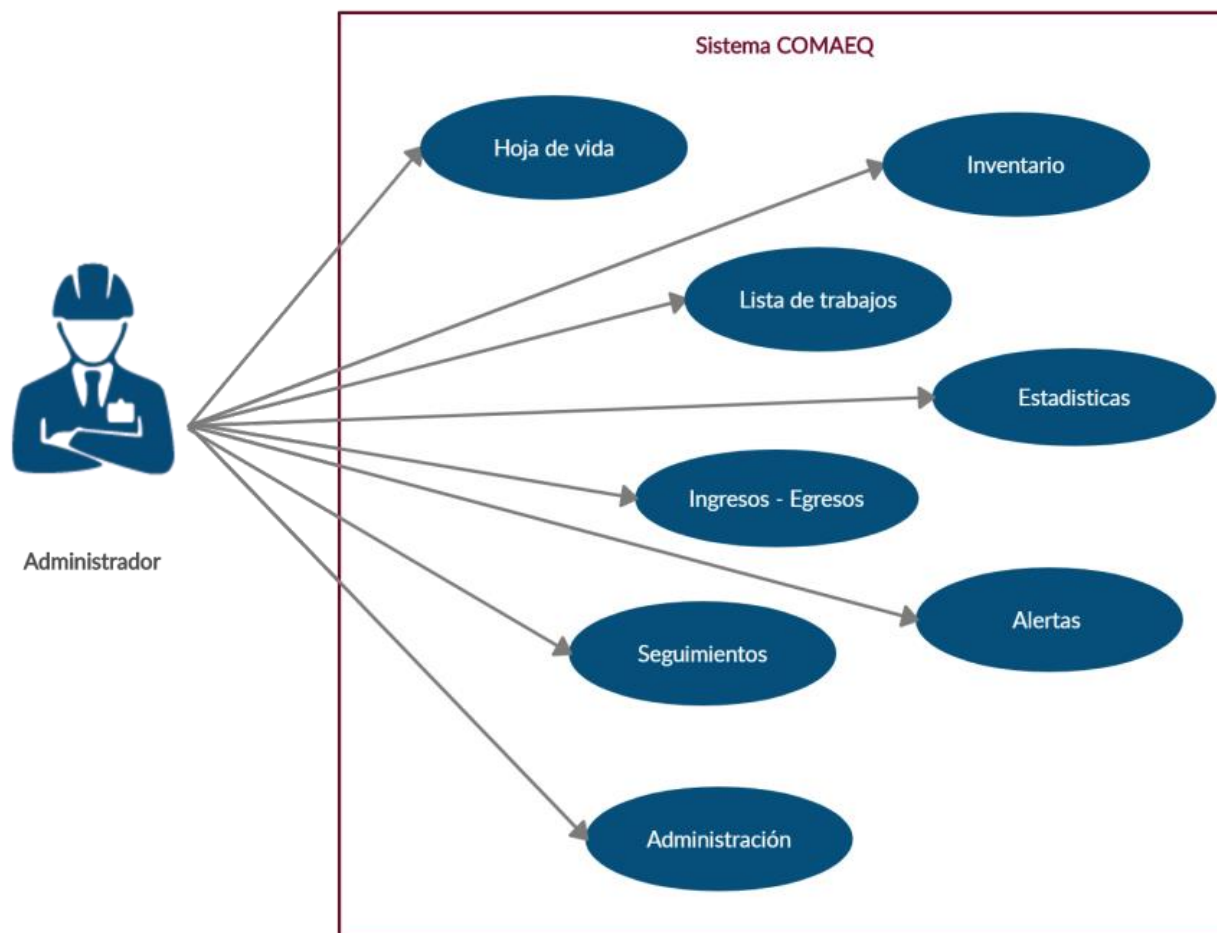 Sistema COMAEQ
Hoja de vida
Inventario
Lista de trabajos
Estadisticas
Ingresos - Egresos
Administrador
Alertas
Seguimientos
Administración